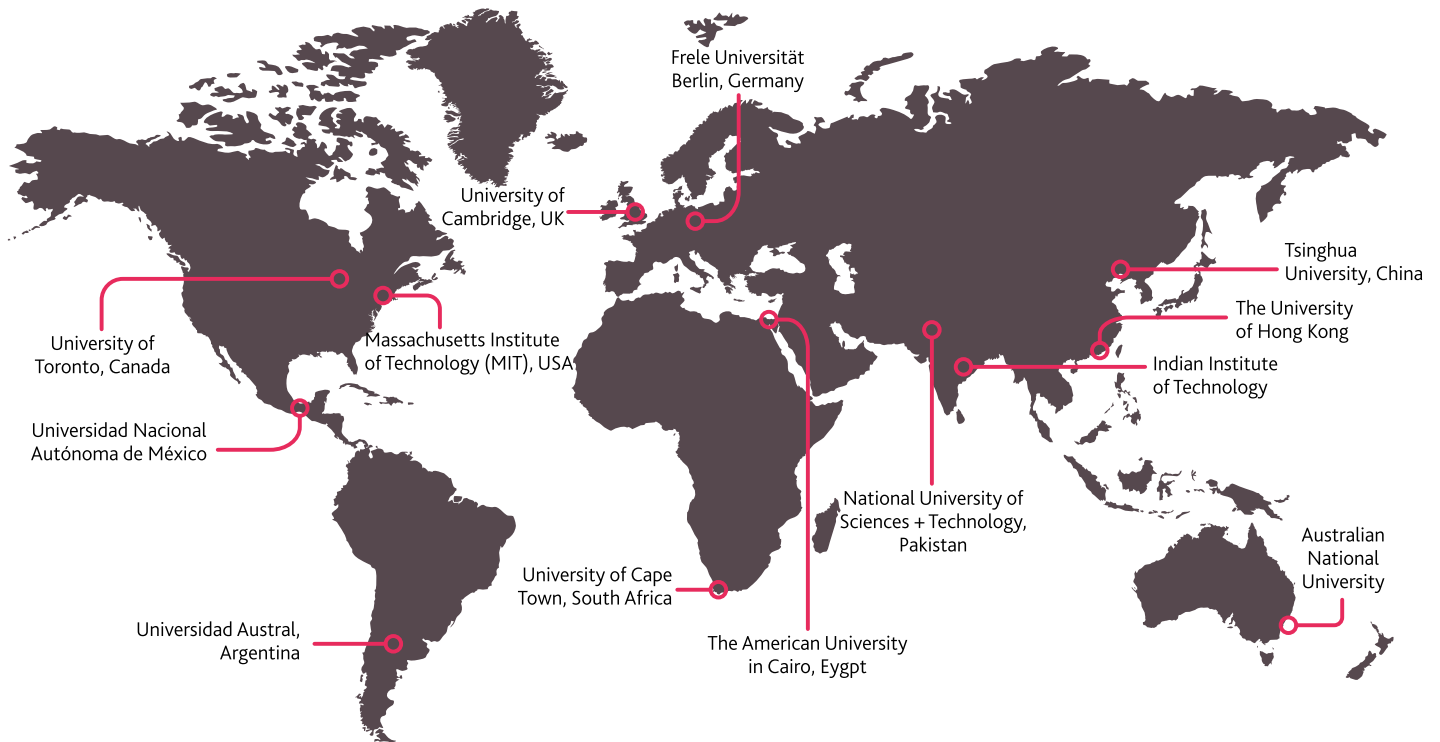 Frele Universität
Berlin, Germany
University of
Cambridge, UK
Tsinghua
University, China
The University
of Hong Kong
University of
Toronto, Canada
Massachusetts Institute
of Technology (MIT), USA
Indian Institute
of Technology
Universidad Nacional
Autónoma de México
National University of
Sciences + Technology,
Pakistan
Australian
National
University
University of Cape
Town, South Africa
Universidad Austral,
Argentina
The American University
in Cairo, Eygpt